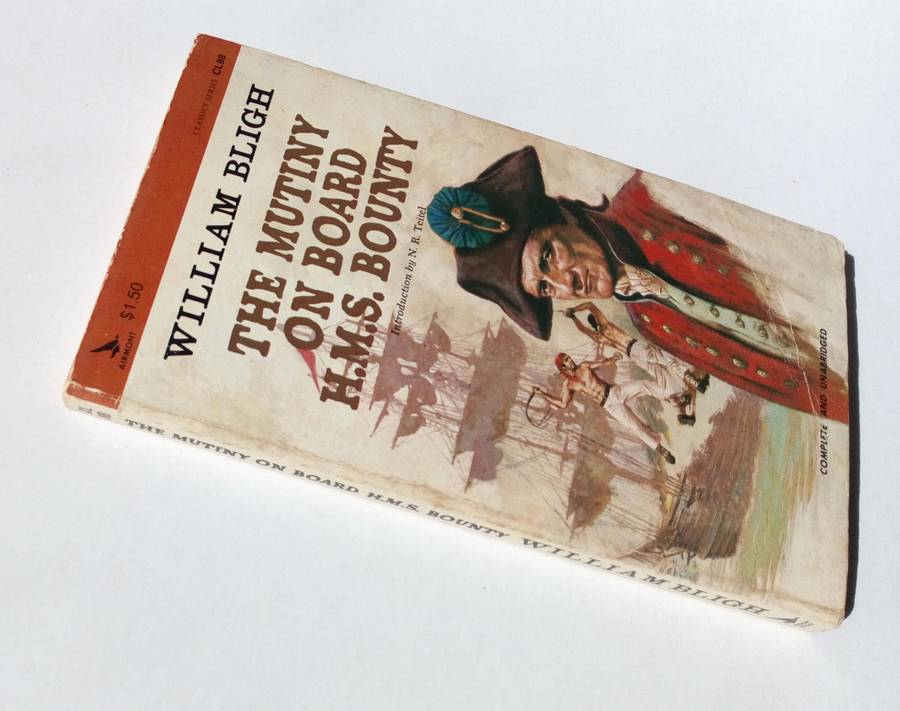 CLASSICS SERIES CL88
$1.50
AIRMONT
WILLIAM BLIGH
THE MUTINY
ON BOARD
H.M.S. BOUNTY
Introduction by N. R. Teitel
COMPLETE AND UNABRIDGED
THE MUTINY ON BOARD H.M.S. BOUNTY WILLIAM BLIGH